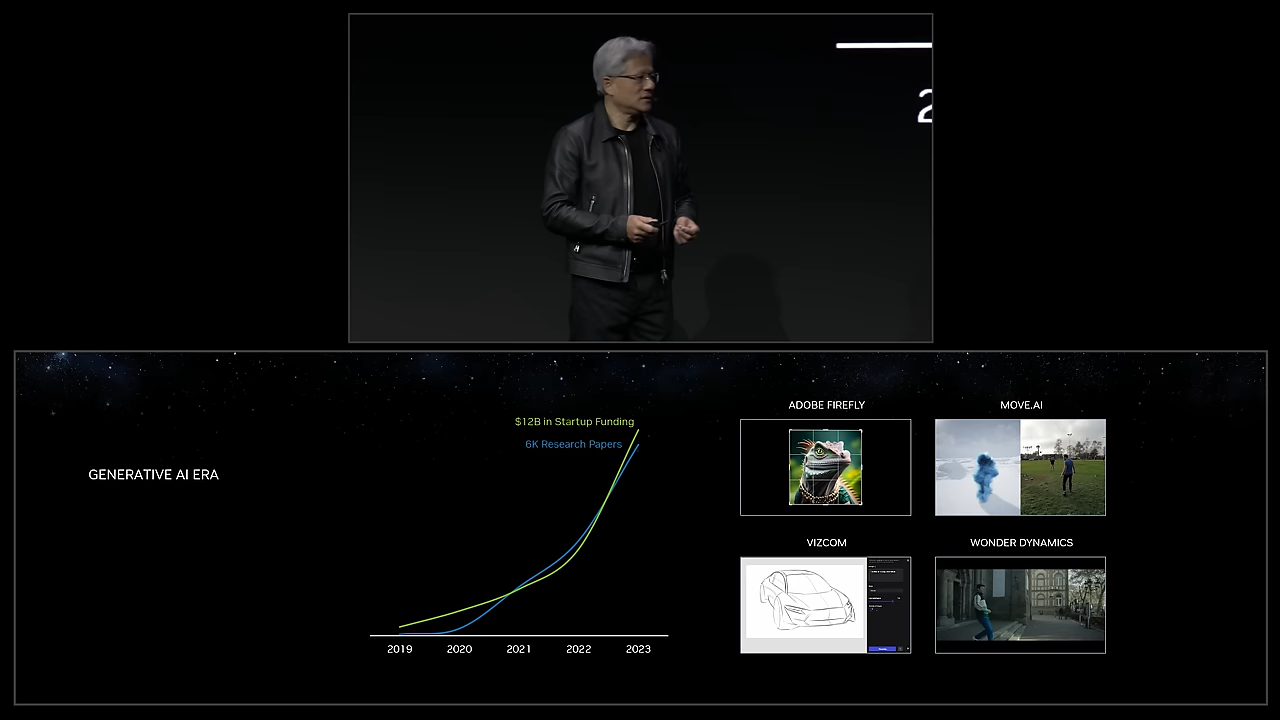 2
GENERATIVE AI ERA
$12B in Startup Funding
6K Research Papers
2019 2020 2021 2022 2023
ADOBE FIREFLY
MOVE.AI
VIZCOM
WONDER DYNAMICS